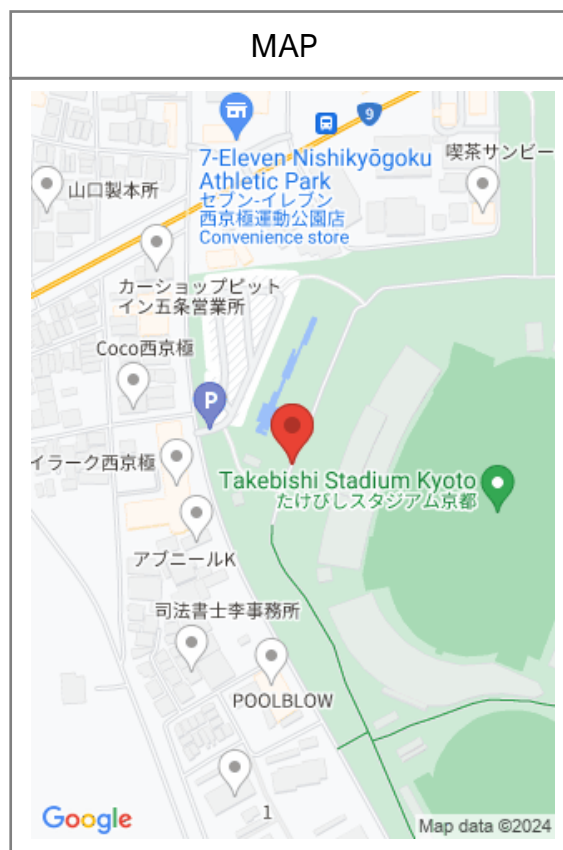 MAP
9
7-Eleven Nishikyōgoku
Athletic Park
セブン-イレブン
西京極運動公園店
Convenience store
喫茶サンビー
山口製本所
カーショップピット
イン五条営業所
Coco西京極
P
イラーク西京極
Takebishi Stadium Kyoto
たけびしスタジアム京都
アブニールK
司法書士李事務所
POOLBLOW
1
Google
Map data ©2024